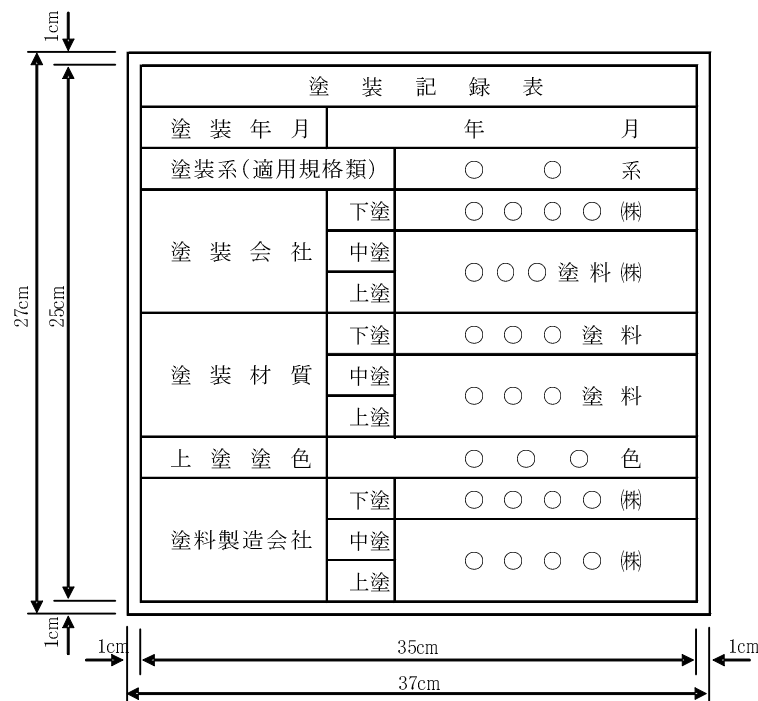 1cm
塗装記録表
塗装年月 年 月
塗装系(適用規格類) ○ ○ 系
塗装会社 下塗 ○ ○ ○ ○ ㈱
中塗 ○○○塗料㈱
上塗
塗装材質 下塗 ○ ○ ○ 塗料
中塗 ○ ○ ○ 塗料
上塗
上塗塗色 ○ ○ ○ 色
塗料製造会社 下塗 ○ ○ ○ ○ ㈱
中塗 ○ ○ ○ ○ ㈱
上塗
27cm
25cm
1cm
1cm 35cm 1cm
37cm